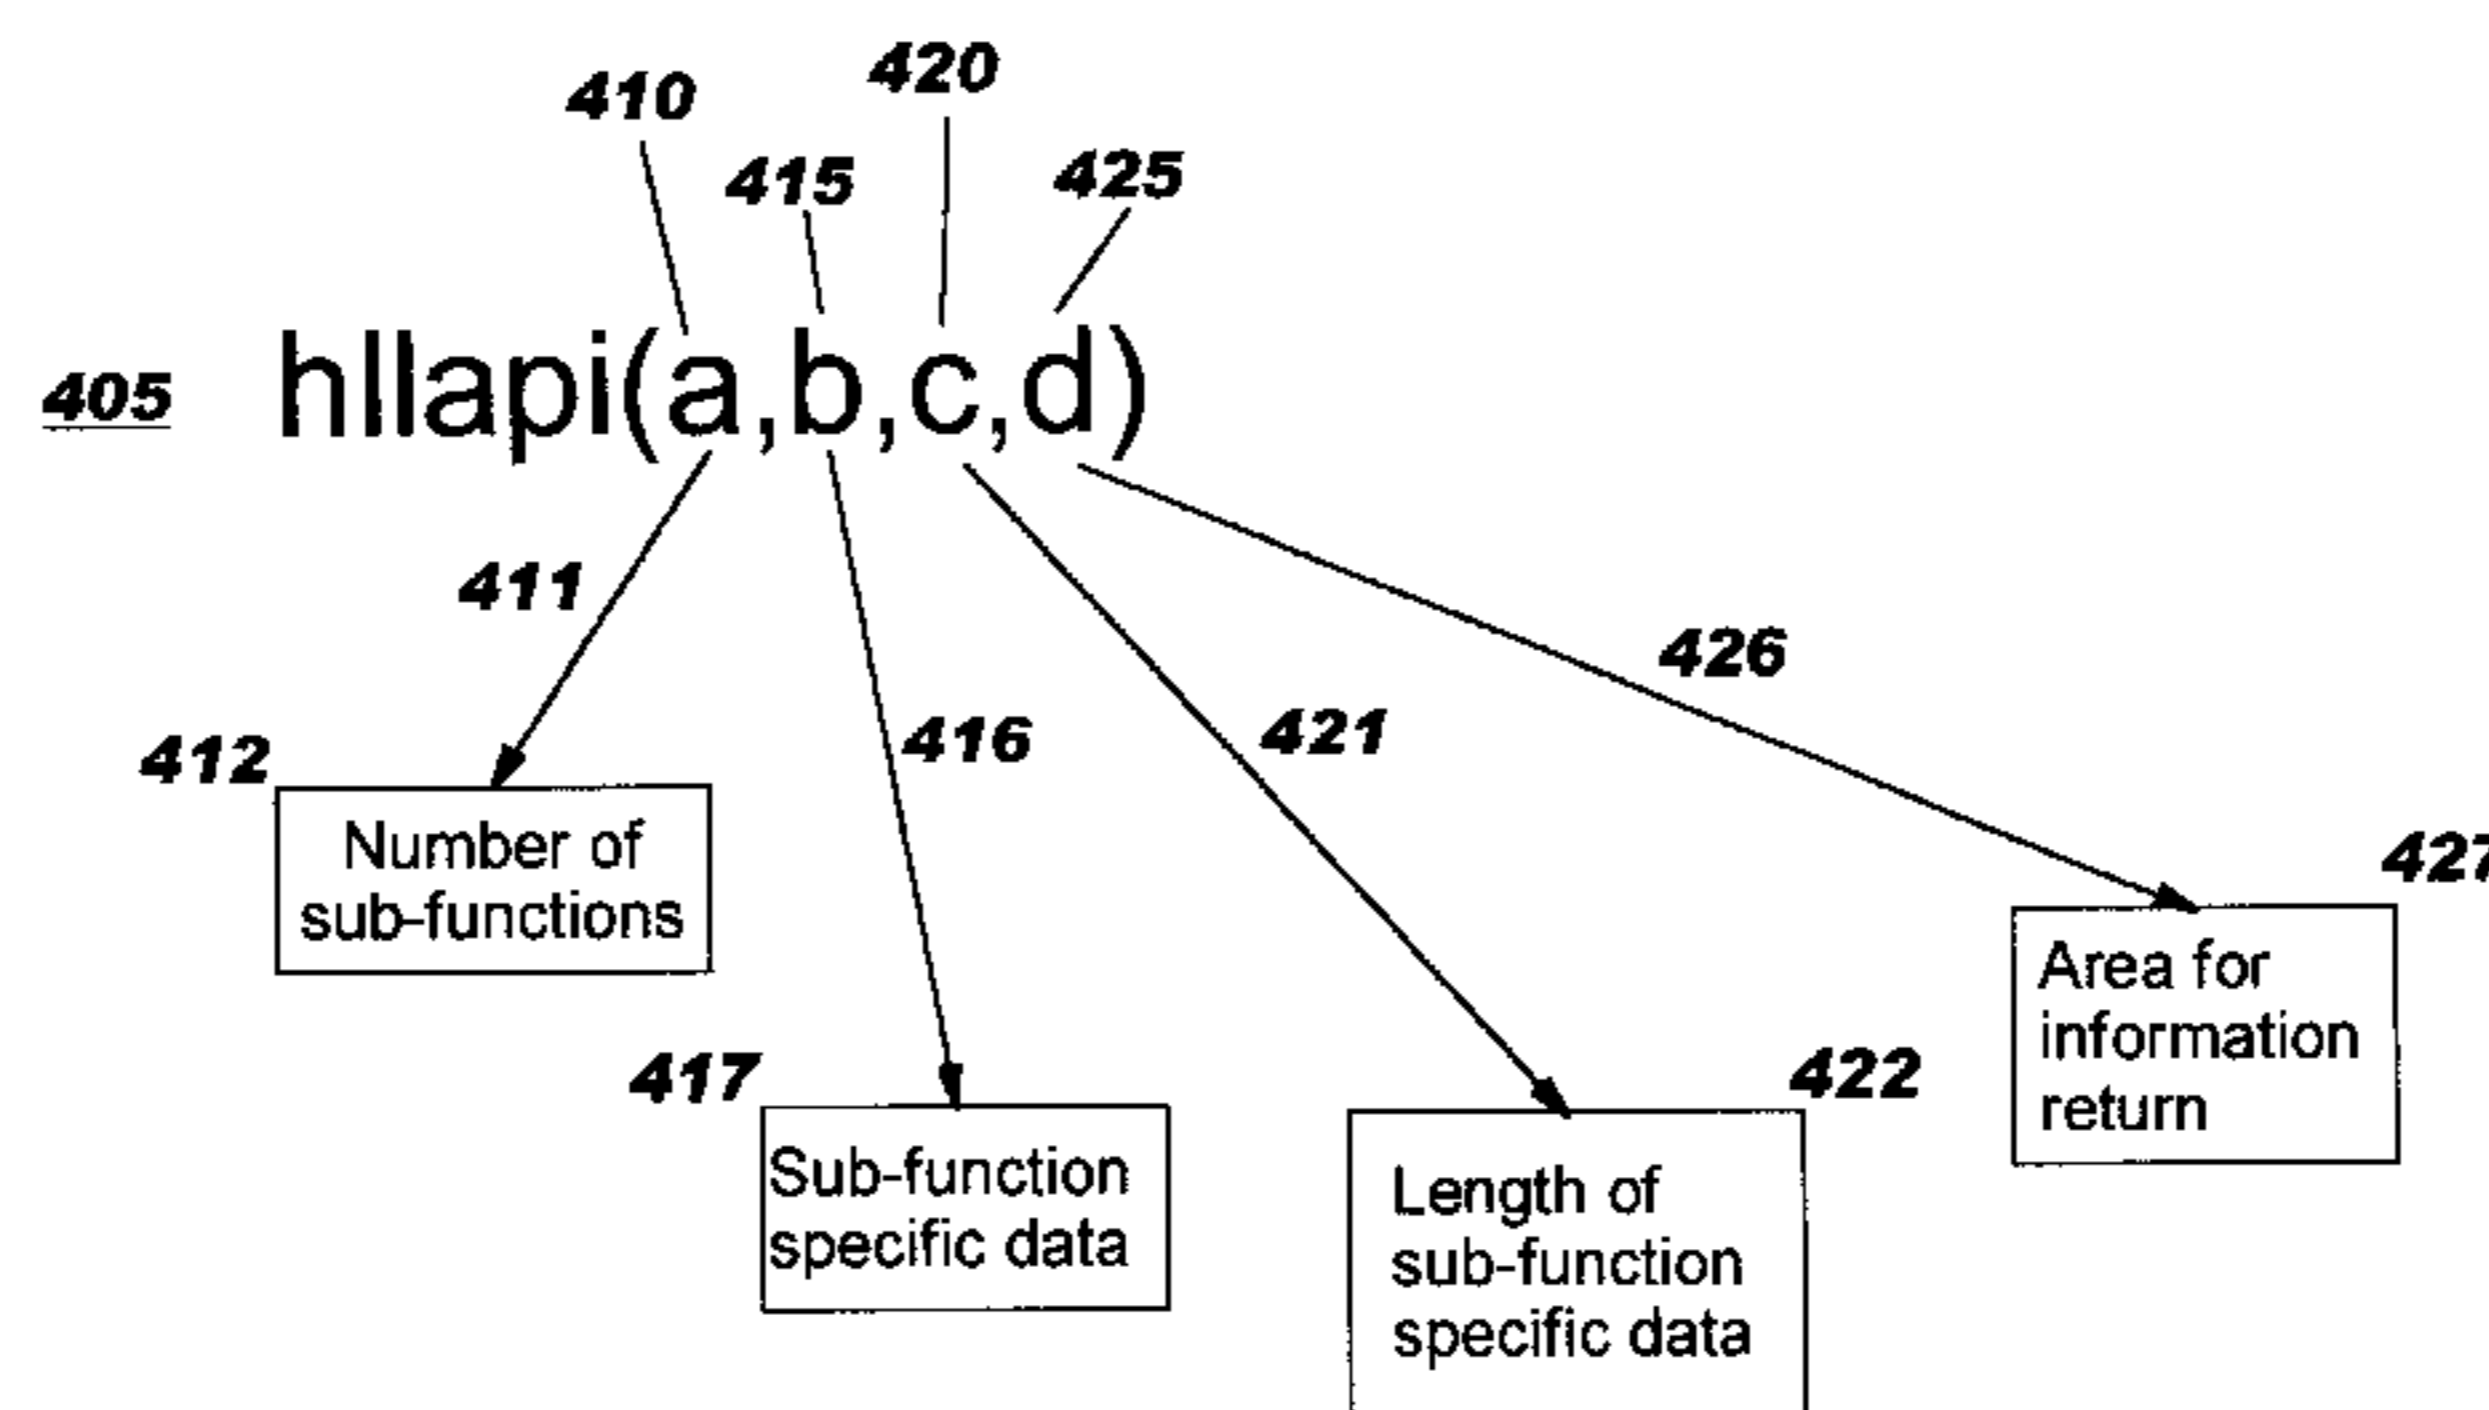 420
410
415
425
405
hllapi(a,b,c,d)
411
426
412
416
421
Number of
sub-functions
427
Area for
information
return
417
422
Sub-function
specific data
Length of
sub-function
specific data